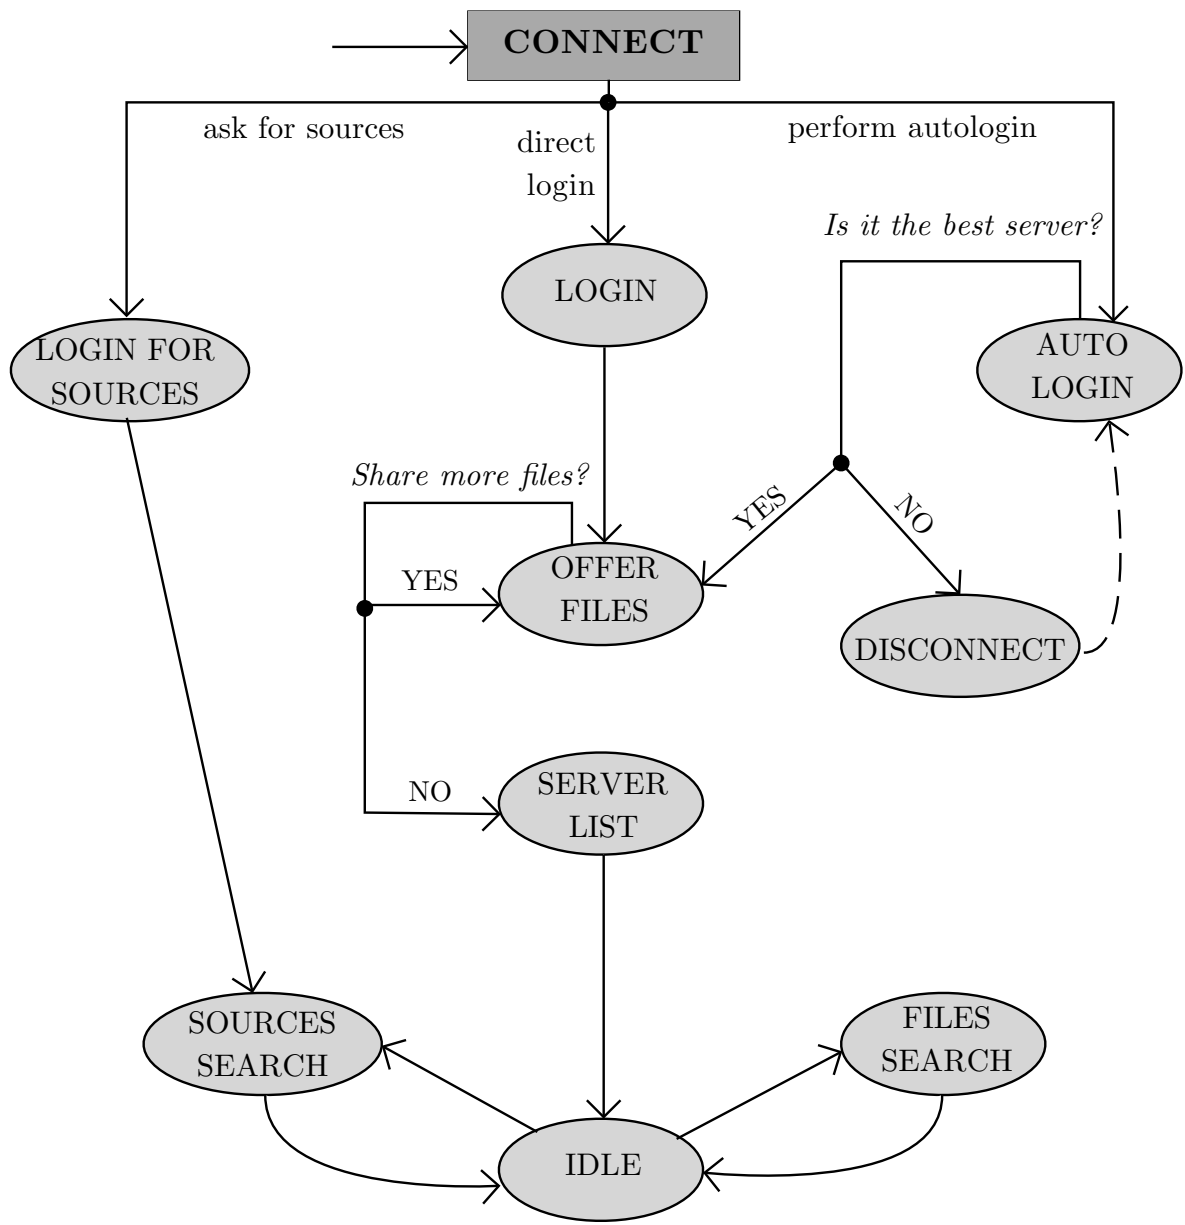 CONNECT
ask for sources
direct
login
perform autologin
Is it the best server?
LOGIN
LOGIN FOR
SOURCES
AUTO
LOGIN
Share more files?
YES
NO
OFFER
FILES
YES
DISCONNECT
SERVER
LIST
NO
SOURCES
SEARCH
FILES
SEARCH
IDLE